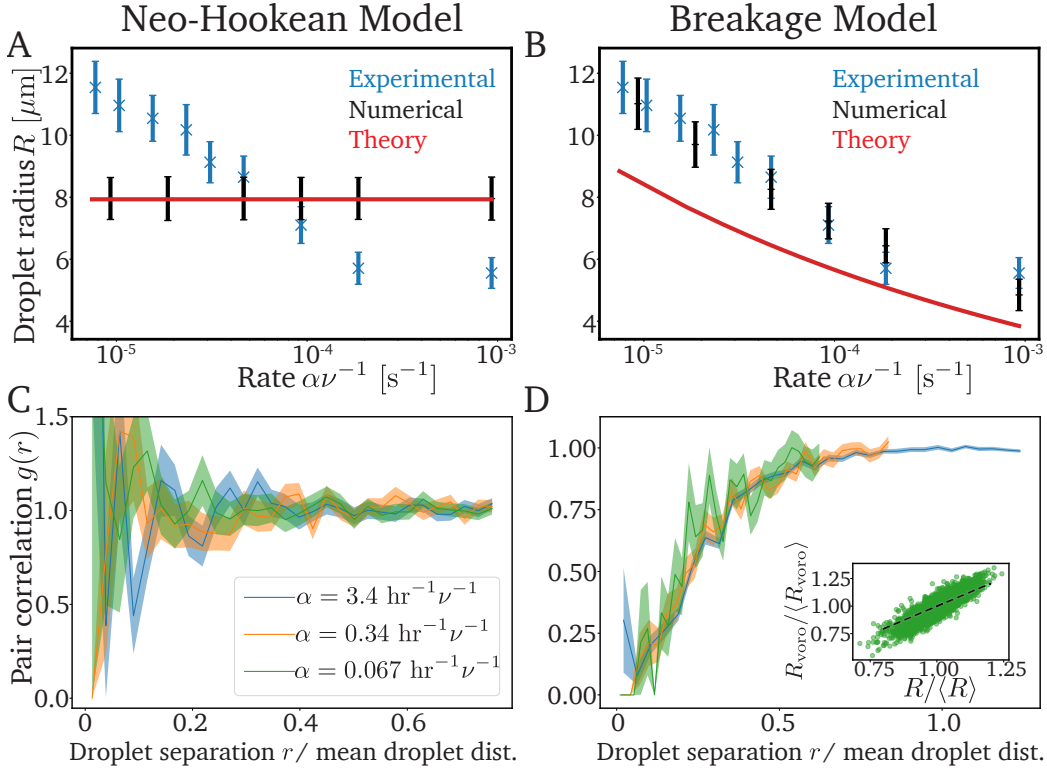 Neo-Hookean Model
Breakage Model
A
B
Droplet radius R [μm]
12
10
8
6
4
Experimental
Numerical
Theory
10⁻⁵
10⁻⁴
10⁻³
Rate αν⁻¹ [s⁻¹]
12
10
8
6
4
Experimental
Numerical
Theory
10⁻⁵
10⁻⁴
10⁻³
Rate αν⁻¹ [s⁻¹]
C
D
Pair correlation g(r)
1.5
1.0
0.5
0.0
α = 3.4 hr⁻¹ν⁻¹
α = 0.34 hr⁻¹ν⁻¹
α = 0.067 hr⁻¹ν⁻¹
0
0.2
0.4
0.6
Droplet separation r/ mean droplet dist.
1.00
0.75
0.50
0.25
0.00
R_voro/⟨R_voro⟩
1.25
1.00
0.75
0.75
1.00
1.25
R/⟨R⟩
0
0.5
1.0
Droplet separation r/ mean droplet dist.